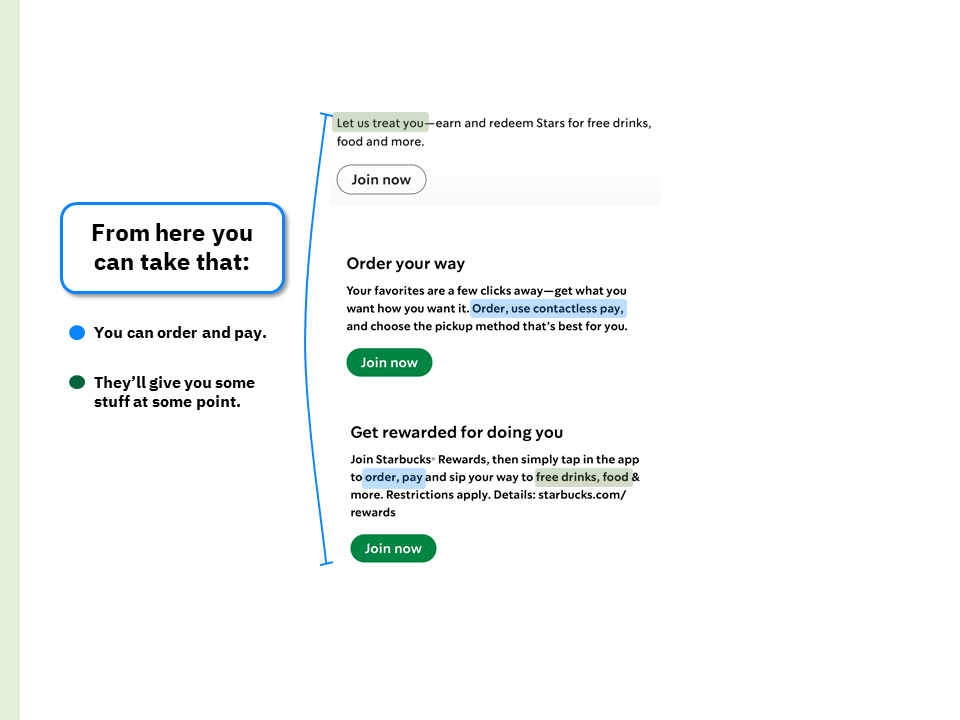 Let us treat you—earn and redeem Stars for free drinks,
food and more.
Join now
From here you
can take that:
You can order and pay.
They’ll give you some
stuff at some point.
Order your way
Your favorites are a few clicks away—get what you
want how you want it. Order, use contactless pay,
and choose the pickup method that’s best for you.
Join now
Get rewarded for doing you
Join Starbucks® Rewards, then simply tap in the app
to order, pay and sip your way to free drinks, food &
more. Restrictions apply. Details: starbucks.com/
rewards
Join now